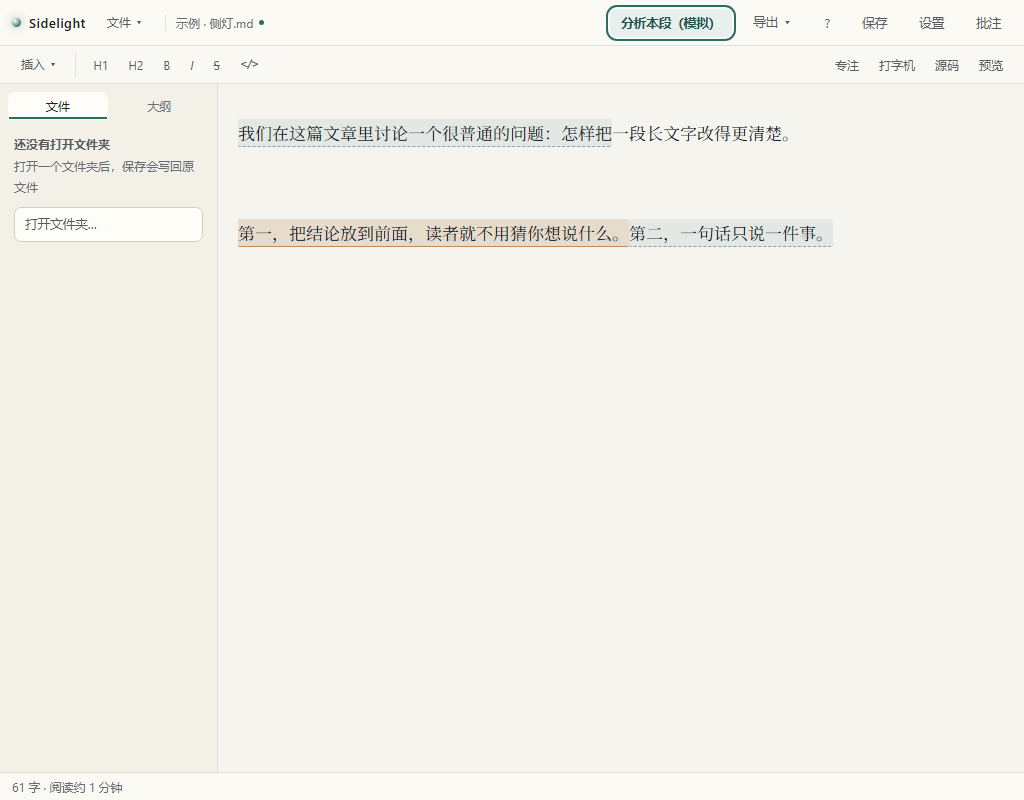 Sidelight 文件 示例 · 侧灯.md 分析本段（模拟） 导出 ? 保存 设置 批注
插入 H1 H2 B I S </> 专注 打字机 源码 预览
文件 大纲
还没有打开文件夹
打开一个文件夹后，保存会写回原
文件
打开文件夹...
我们在这篇文章里讨论一个很普通的问题：怎样把一段长文字改得更清楚。
第一，把结论放到前面，读者就不用猜你想说什么。第二，一句话只说一件事。
61 字 · 阅读约 1 分钟